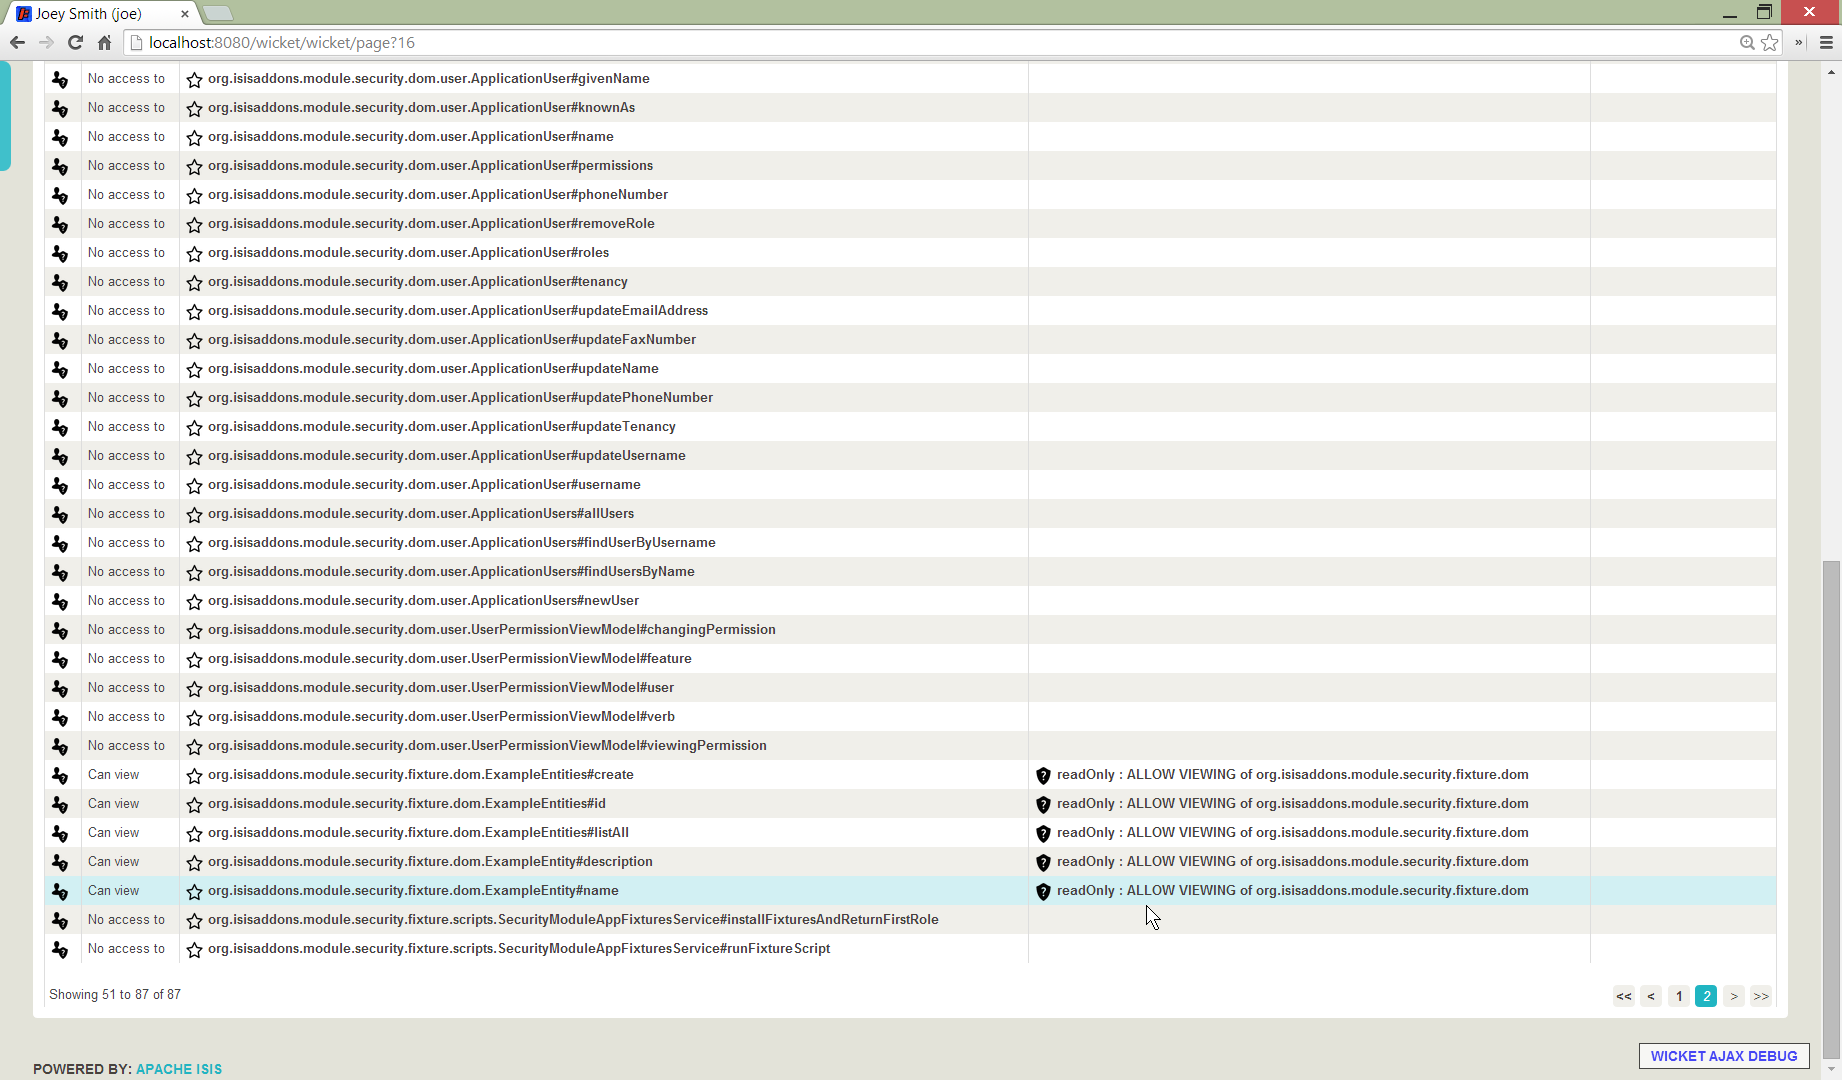 Joey Smith (joe)
localhost:8080/wicket/wicket/page?16
No access to org.isisaddons.module.security.dom.user.ApplicationUser#givenName
No access to org.isisaddons.module.security.dom.user.ApplicationUser#knownAs
No access to org.isisaddons.module.security.dom.user.ApplicationUser#name
No access to org.isisaddons.module.security.dom.user.ApplicationUser#permissions
No access to org.isisaddons.module.security.dom.user.ApplicationUser#phoneNumber
No access to org.isisaddons.module.security.dom.user.ApplicationUser#removeRole
No access to org.isisaddons.module.security.dom.user.ApplicationUser#roles
No access to org.isisaddons.module.security.dom.user.ApplicationUser#tenancy
No access to org.isisaddons.module.security.dom.user.ApplicationUser#updateEmailAddress
No access to org.isisaddons.module.security.dom.user.ApplicationUser#updateFaxNumber
No access to org.isisaddons.module.security.dom.user.ApplicationUser#updateName
No access to org.isisaddons.module.security.dom.user.ApplicationUser#updatePhoneNumber
No access to org.isisaddons.module.security.dom.user.ApplicationUser#updateTenancy
No access to org.isisaddons.module.security.dom.user.ApplicationUser#updateUsername
No access to org.isisaddons.module.security.dom.user.ApplicationUser#username
No access to org.isisaddons.module.security.dom.user.ApplicationUsers#allUsers
No access to org.isisaddons.module.security.dom.user.ApplicationUsers#findUserByUsername
No access to org.isisaddons.module.security.dom.user.ApplicationUsers#findUsersByName
No access to org.isisaddons.module.security.dom.user.ApplicationUsers#newUser
No access to org.isisaddons.module.security.dom.user.UserPermissionViewModel#changingPermission
No access to org.isisaddons.module.security.dom.user.UserPermissionViewModel#feature
No access to org.isisaddons.module.security.dom.user.UserPermissionViewModel#user
No access to org.isisaddons.module.security.dom.user.UserPermissionViewModel#verb
No access to org.isisaddons.module.security.dom.user.UserPermissionViewModel#viewingPermission
Can view org.isisaddons.module.security.fixture.dom.ExampleEntities#create readOnly : ALLOW VIEWING of org.isisaddons.module.security.fixture.dom
Can view org.isisaddons.module.security.fixture.dom.ExampleEntities#id readOnly : ALLOW VIEWING of org.isisaddons.module.security.fixture.dom
Can view org.isisaddons.module.security.fixture.dom.ExampleEntities#listAll readOnly : ALLOW VIEWING of org.isisaddons.module.security.fixture.dom
Can view org.isisaddons.module.security.fixture.dom.ExampleEntity#description readOnly : ALLOW VIEWING of org.isisaddons.module.security.fixture.dom
Can view org.isisaddons.module.security.fixture.dom.ExampleEntity#name readOnly : ALLOW VIEWING of org.isisaddons.module.security.fixture.dom
No access to org.isisaddons.module.security.fixture.scripts.SecurityModuleAppFixturesService#installFixturesAndReturnFirstRole
No access to org.isisaddons.module.security.fixture.scripts.SecurityModuleAppFixturesService#runFixtureScript
Showing 51 to 87 of 87 << < 1 2 > >>
WICKET AJAX DEBUG
POWERED BY: APACHE ISIS